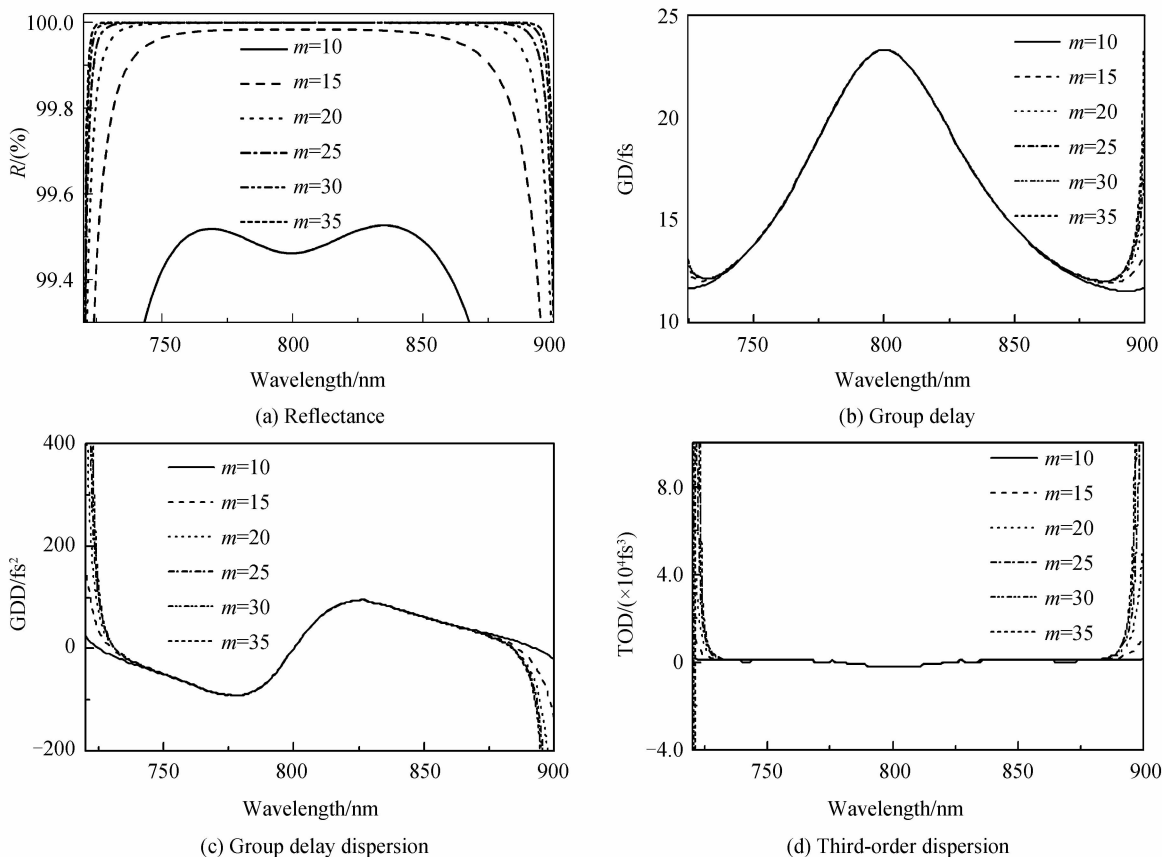 100.0
99.8
99.6
99.4
R/(%)
m=10
m=15
m=20
m=25
m=30
m=35
750
800
850
900
Wavelength/nm
(a) Reflectance
25
20
15
10
GD/fs
m=10
m=15
m=20
m=25
m=30
m=35
750
800
850
900
Wavelength/nm
(b) Group delay
400
200
0
−200
GDD/fs²
m=10
m=15
m=20
m=25
m=30
m=35
750
800
850
900
Wavelength/nm
(c) Group delay dispersion
8.0
4.0
0
−4.0
TOD/(×10⁴fs³)
m=10
m=15
m=20
m=25
m=30
m=35
750
800
850
900
Wavelength/nm
(d) Third-order dispersion